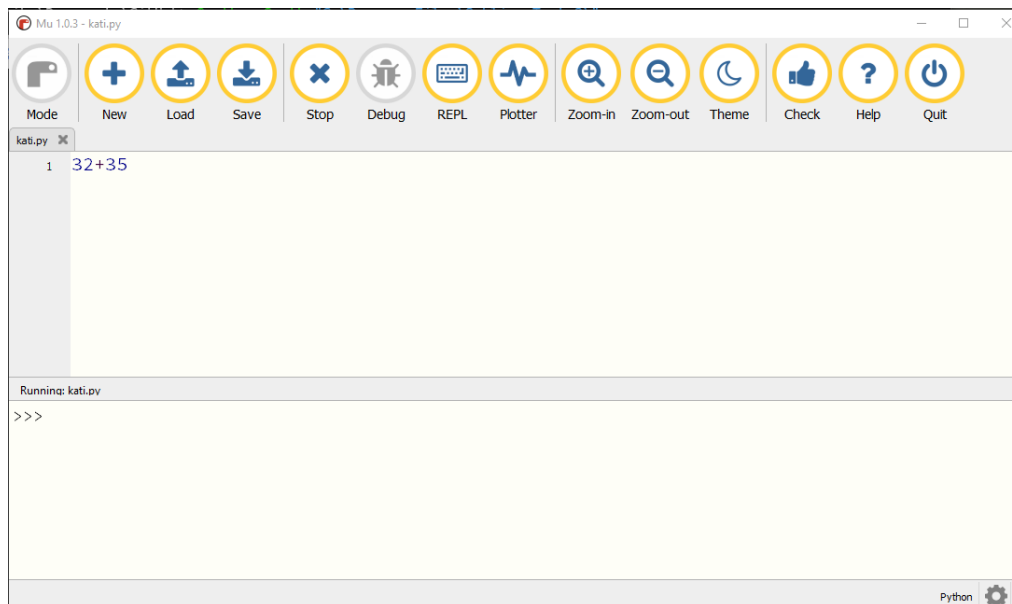 Mu 1.0.3 - kati.py
Mode New Load Save Stop Debug REPL Plotter Zoom-in Zoom-out Theme Check Help Quit
kati.py
1 32+35
Running: kati.py
>>>
Python